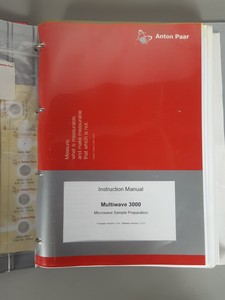 Anton Paar
Measure
what is measurable
and make measurable
that which is not.
Instruction Manual
Multiwave 3000
Microwave Sample Preparation